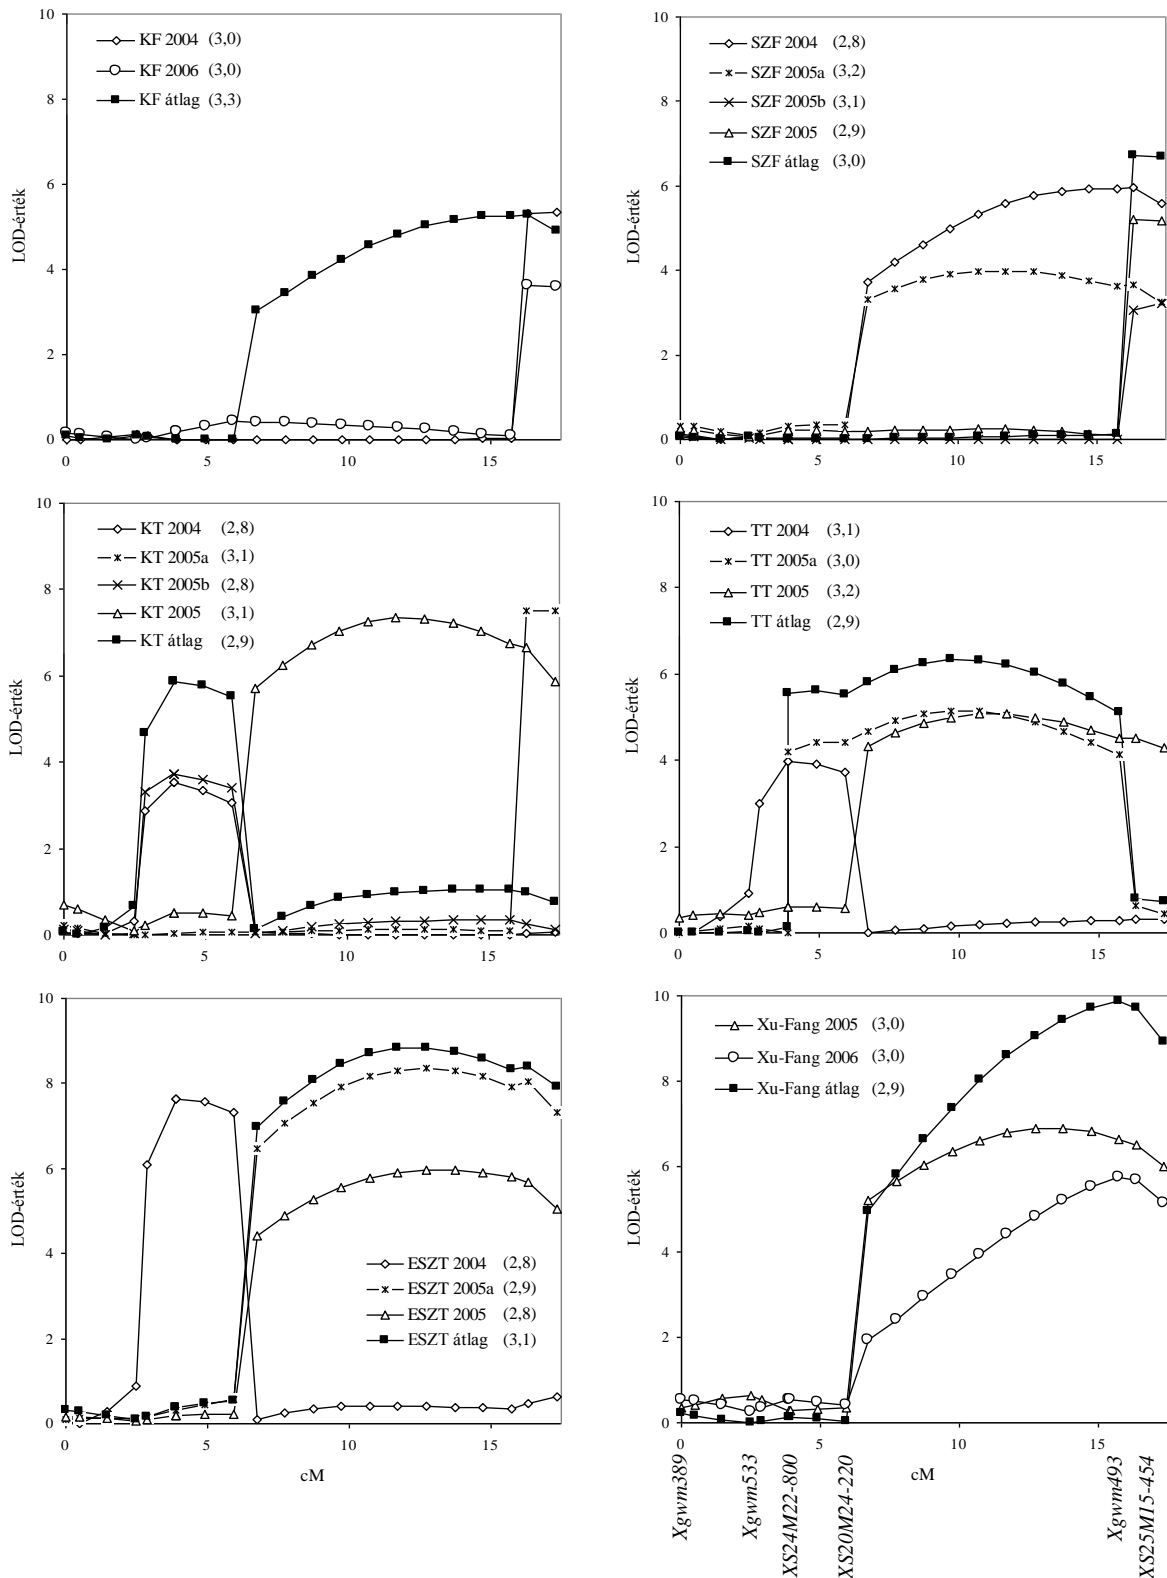 10
8
6
4
2
0
0 5 10 15
LOD-érték
KF 2004 (3,0)
KF 2006 (3,0)
KF átlag (3,3)
10
8
6
4
2
0
0 5 10 15
LOD-érték
SZF 2004 (2,8)
SZF 2005a (3,2)
SZF 2005b (3,1)
SZF 2005 (2,9)
SZF átlag (3,0)
10
8
6
4
2
0
0 5 10 15
LOD-érték
KT 2004 (2,8)
KT 2005a (3,1)
KT 2005b (2,8)
KT 2005 (3,1)
KT átlag (2,9)
10
8
6
4
2
0
0 5 10 15
LOD-érték
TT 2004 (3,1)
TT 2005a (3,0)
TT 2005 (3,2)
TT átlag (2,9)
10
8
6
4
2
0
0 5 10 15
LOD-érték
cM
ESZT 2004 (2,8)
ESZT 2005a (2,9)
ESZT 2005 (2,8)
ESZT átlag (3,1)
10
8
6
4
2
0
0 5 10 15
LOD-érték
cM
Xu-Fang 2005 (3,0)
Xu-Fang 2006 (3,0)
Xu-Fang átlag (2,9)
Xgwm389
Xgwm533
XS24M22-800
XS20M24-220
Xgwm493
XS25M15-454